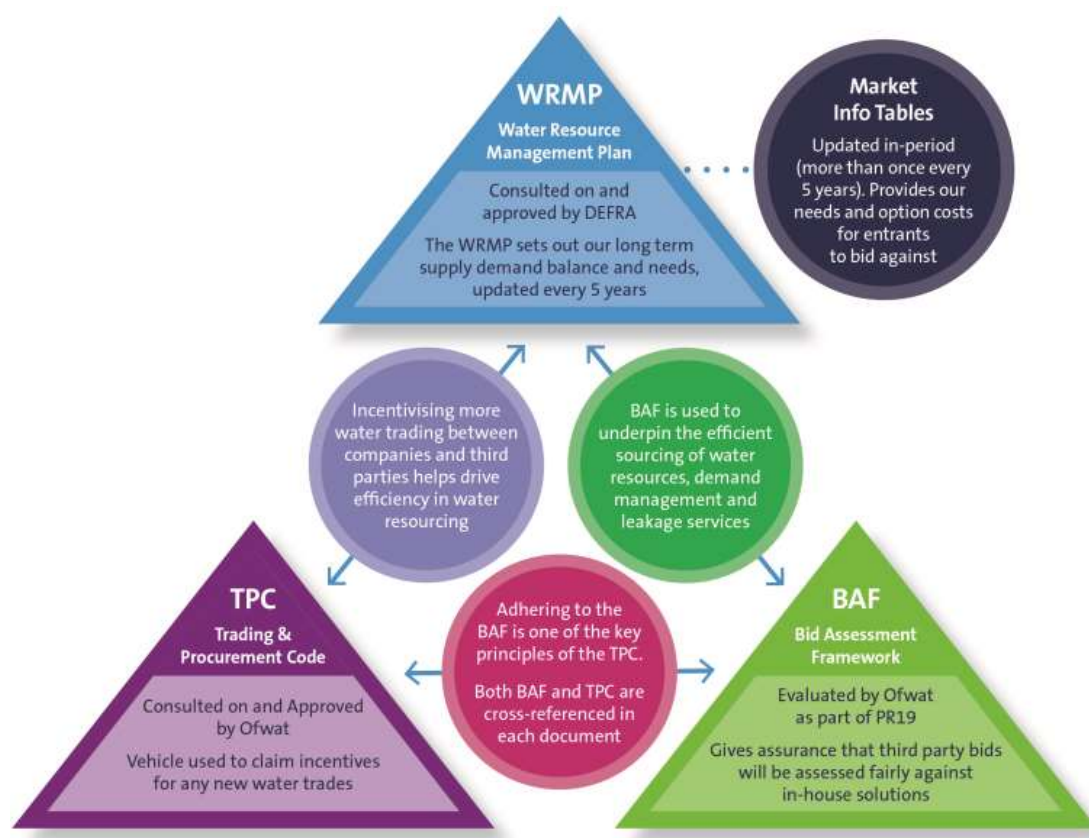 WRMP
Water Resource
Management Plan
Consulted on and
approved by DEFRA
The WRMP sets out our long term
supply demand balance and needs,
updated every 5 years
Market
Info Tables
Updated in-period
(more than once every
5 years). Provides our
needs and option costs
for entrants
to bid against
Incentivising more
water trading between
companies and third
parties helps drive
efficiency in water
resourcing
BAF is used to
underpin the efficient
sourcing of water
resources, demand
management and
leakage services
TPC
Trading &
Procurement Code
Consulted on and Approved
by Ofwat
Vehicle used to claim incentives
for any new water trades
Adhering to the
BAF is one of the key
principles of the TPC.
Both BAF and TPC are
cross-referenced in
each document
BAF
Bid Assessment
Framework
Evaluated by Ofwat
as part of PR19
Gives assurance that third party bids
will be assessed fairly against
in-house solutions